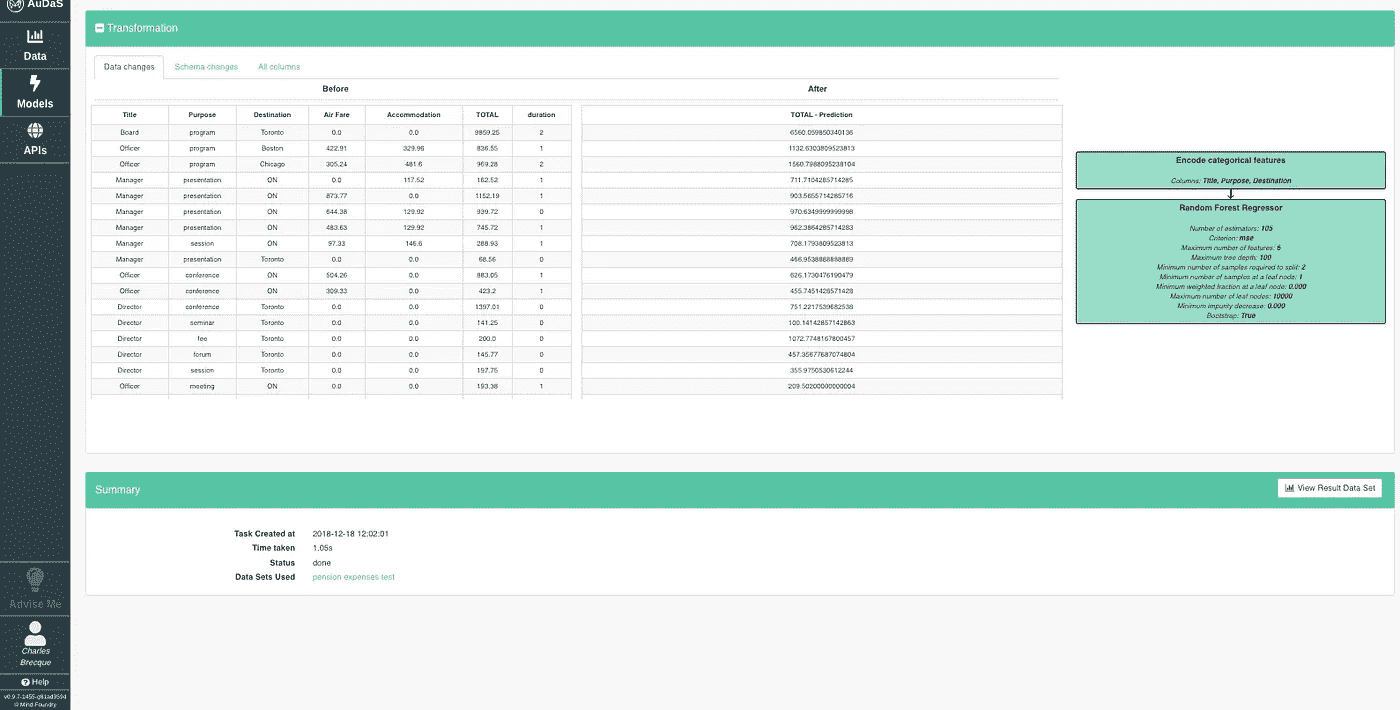 AuDaS
Data
Models
APIs
Advise Me
Charles
Brecque
Help
© Mind Foundry
Transformation
Data changes Schema changes All columns
Before After
Title Purpose Destination Air Fare Accommodation TOTAL duration TOTAL - Prediction
Board program Toronto 0.0 0.0 9859.25 2 6560.059850340136
Officer program Boston 422.91 329.96 836.55 1 1132.6303809523813
Officer program Chicago 305.24 481.6 959.28 2 1560.7988095238104
Manager presentation ON 0.0 117.52 162.52 1 711.7104285714285
Manager presentation ON 873.77 0.0 1152.19 1 903.5655714285716
Manager presentation ON 644.38 129.92 939.72 0 970.6349999999998
Manager presentation ON 483.63 129.92 745.72 1 962.3864285714283
Manager session ON 97.33 146.6 288.93 1 708.1793809523813
Manager presentation Toronto 0.0 0.0 68.56 0 466.9538888888889
Officer conference ON 504.26 0.0 883.05 1 626.1730476190479
Officer conference ON 309.33 0.0 423.2 1 455.7451428571428
Director conference Toronto 0.0 0.0 1397.01 0 751.2217539682538
Director seminar Toronto 0.0 0.0 141.25 0 100.14142857142863
Director fee Toronto 0.0 0.0 200.0 0 1072.7748167800457
Director forum Toronto 0.0 0.0 145.77 0 457.35677687074804
Director session Toronto 0.0 0.0 197.75 0 355.9750530612244
Officer meeting ON 0.0 0.0 193.38 1 209.50200000000004
Encode categorical features
Columns: Title, Purpose, Destination
Random Forest Regressor
Number of estimators: 105
Criterion: mse
Maximum number of features: 6
Maximum tree depth: 100
Minimum number of samples required to split: 2
Minimum number of samples at a leaf node: 1
Minimum weighted fraction at a leaf node: 0.000
Maximum number of leaf nodes: 10000
Minimum impurity decrease: 0.000
Bootstrap: True
Summary
View Result Data Set
Task Created at 2018-12-18 12:02:01
Time taken 1.05s
Status done
Data Sets Used pension expenses test